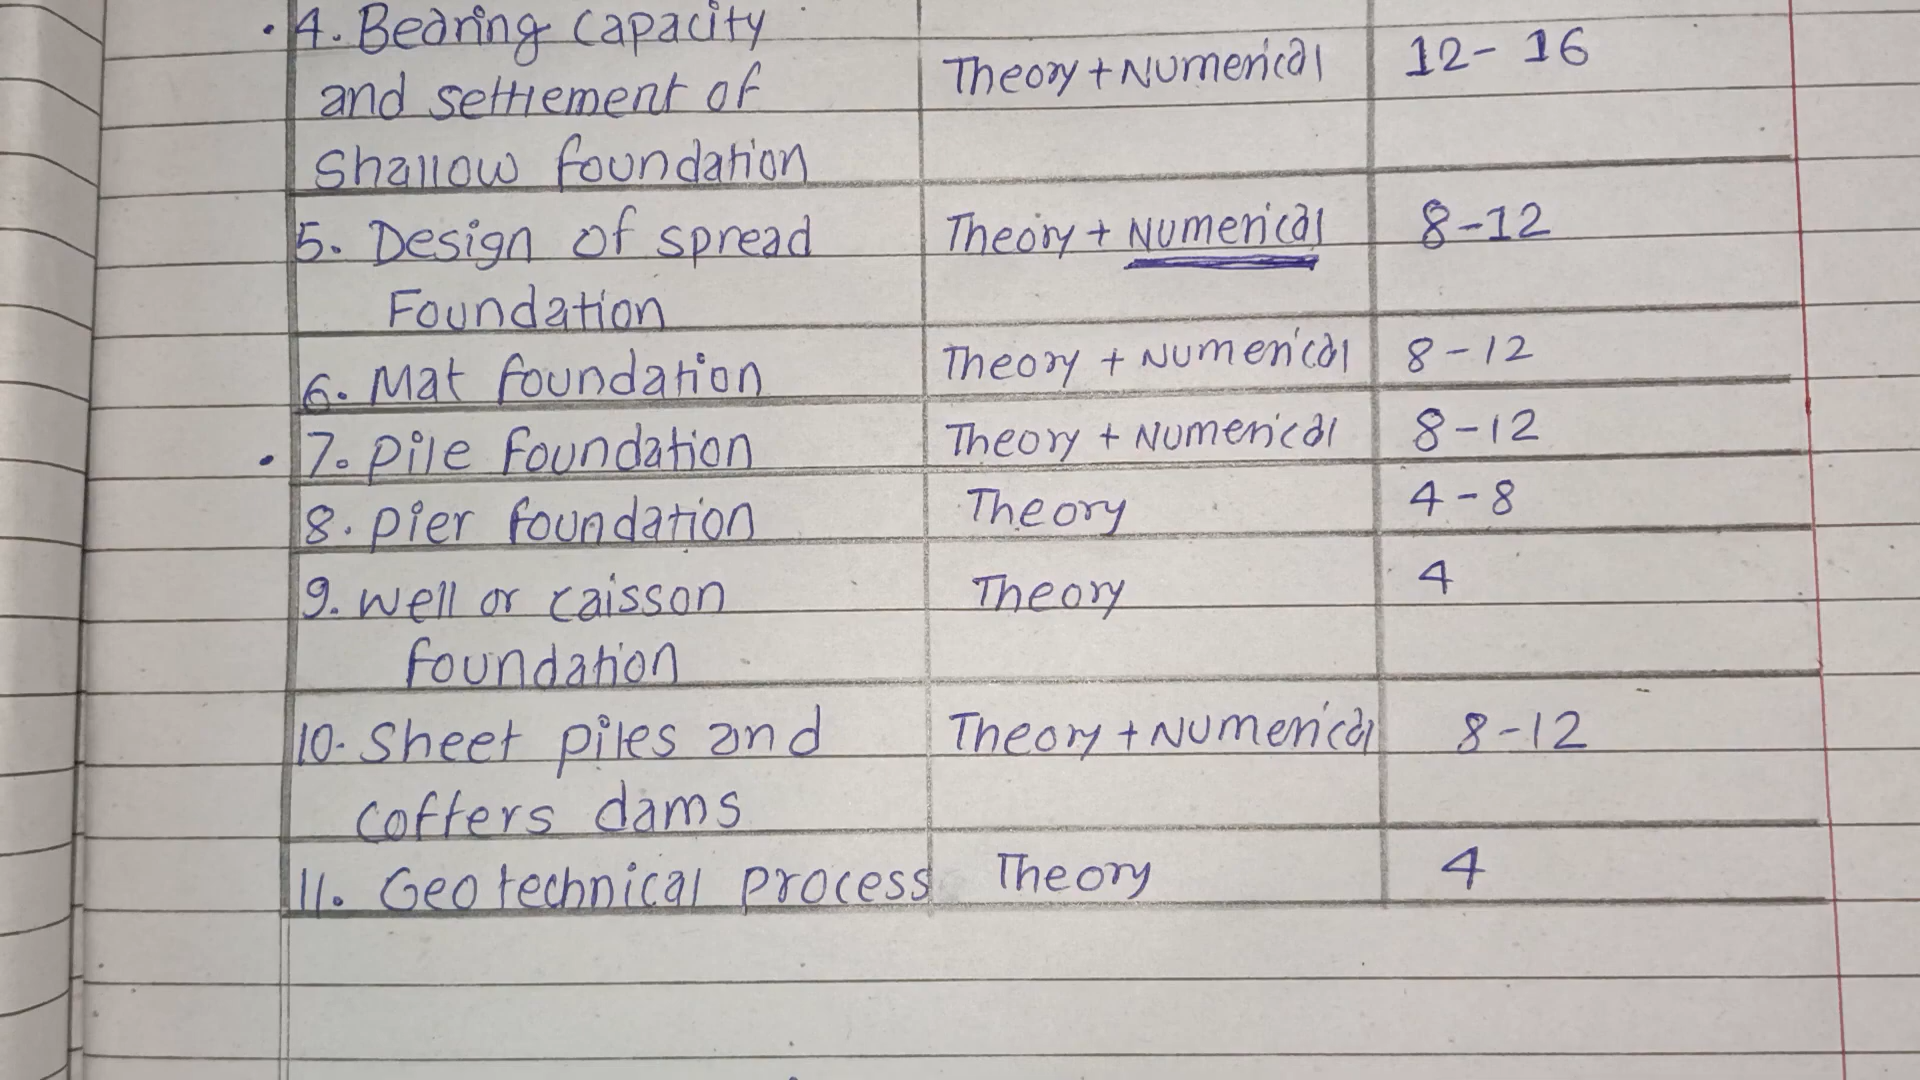 4. Bearing capacity
and settlement of Theory + Numerical 12-16
Shallow foundation
5. Design of spread Theory + Numerical 8-12
Foundation
6. Mat foundation Theory + Numerical 8-12
7. Pile foundation Theory + Numerical 8-12
8. Pier foundation Theory 4-8
9. Well or caisson Theory 4
foundation
10. Sheet piles and Theory + Numerical 8-12
coffers dams
11. Geotechnical process Theory 4